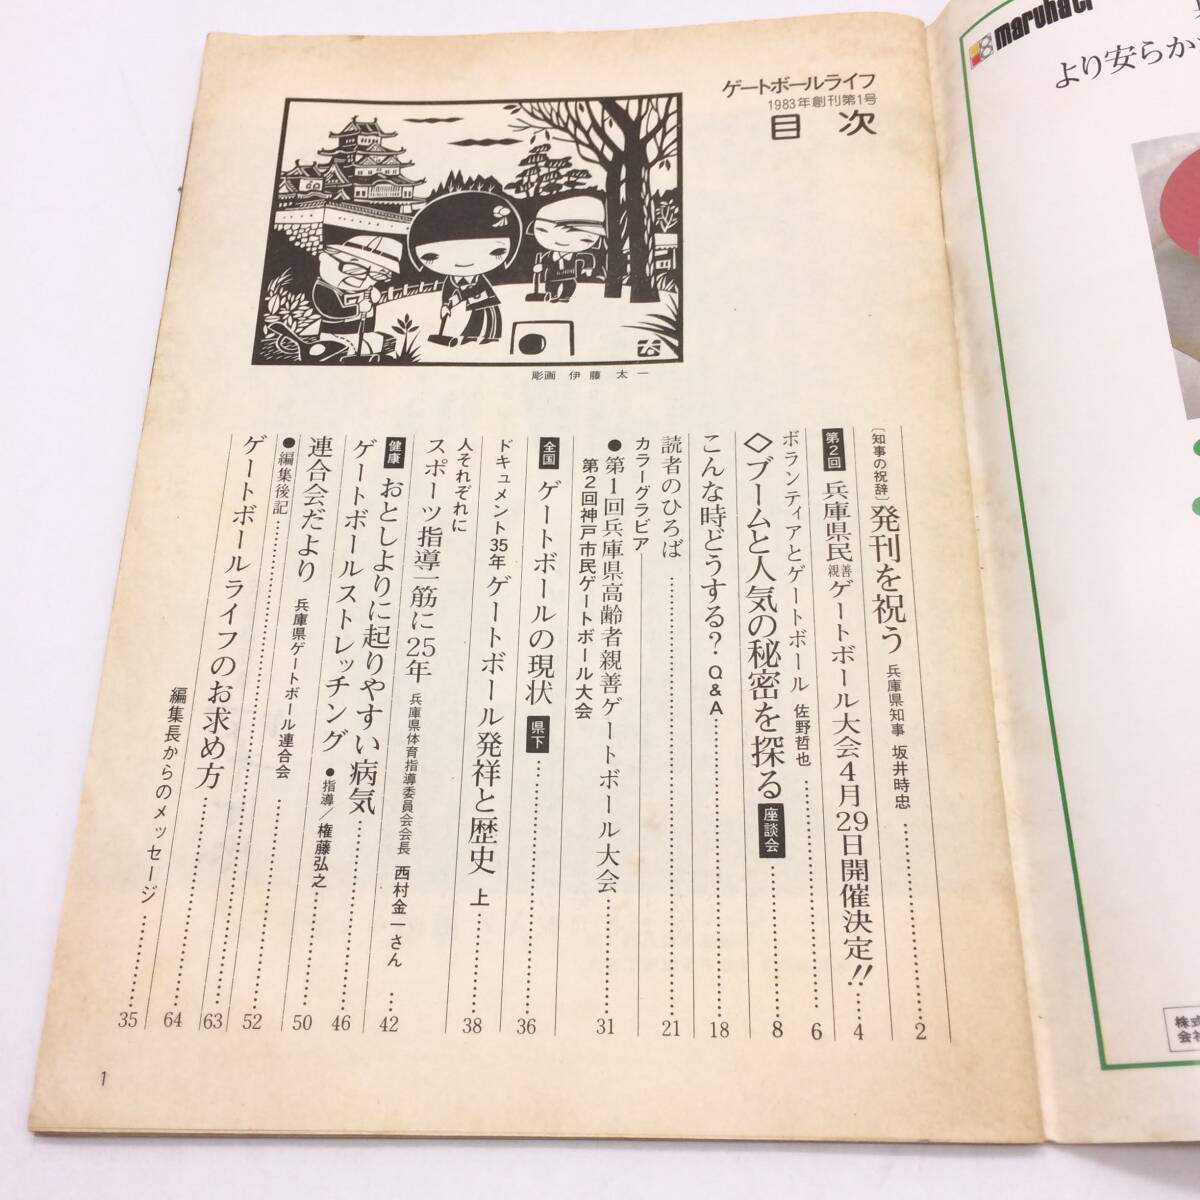 ゲートボールライフ
1983年創刊第1号
目次
彫画 伊藤太一
〔知事の祝辞〕発刊を祝う 兵庫県知事 坂井時忠……2
第2回 兵庫県民親善ゲートボール大会4月29日開催決定!!……4
ボランティアとゲートボール 佐野哲也……6
◇ブームと人気の秘密を探る 座談会……8
こんな時どうする? Q&A……18
読者のひろば……21
カラーグラビア
●第1回兵庫県高齢者親善ゲートボール大会
第2回神戸市民ゲートボール大会……31
全国 ゲートボールの現状 県下……36
ドキュメント35年 ゲートボール発祥と歴史 上……38
人それぞれに
スポーツ指導一筋に25年 兵庫県体育指導委員会会長 西村金一さん…42
健康 おとしよりに起りやすい病気……46
ゲートボールストレッチング ●指導/権藤弘之……50
連合会だより 兵庫県ゲートボール連合会……52
●編集後記……63
ゲートボールライフのお求め方……64
編集長からのメッセージ……35
1
maruhachi
より安らか
株式
会社